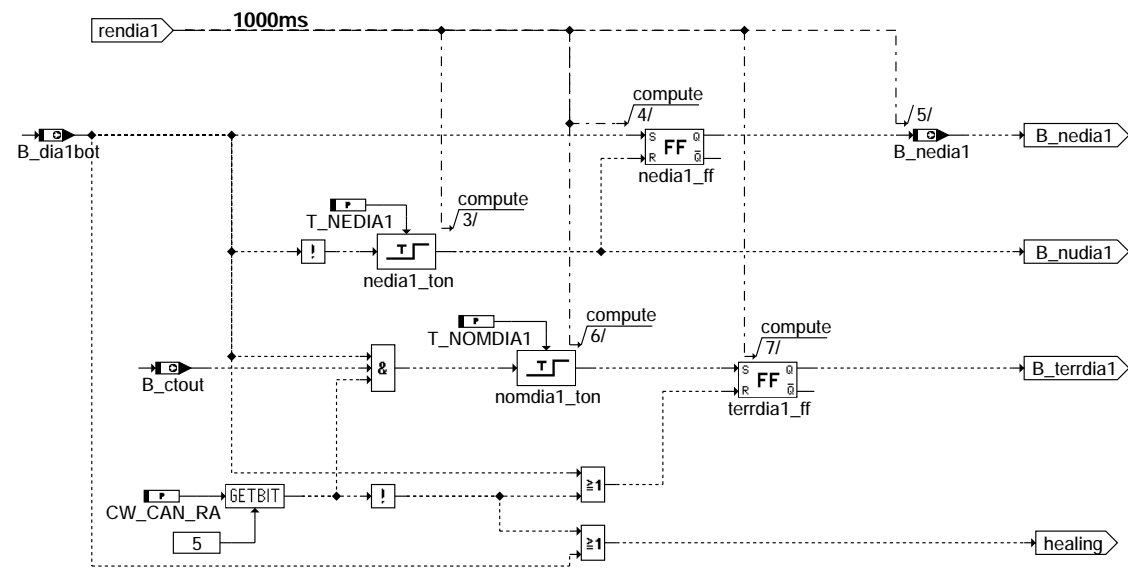 1000ms
rendia1
compute
4/
5/
B_dia1bot
S Q
FF
R Q
nedia1_ff
B_nedia1
B_nedia1
P
T_NEDIA1
compute
3/
!
T
nedia1_ton
B_nudia1
P
T_NOMDIA1
compute
6/
compute
7/
B_ctout
&
T
nomdia1_ton
S Q
FF
R Q
terrdia1_ff
B_terrdia1
≥1
P
CW_CAN_RA
GETBIT
!
5
≥1
healing